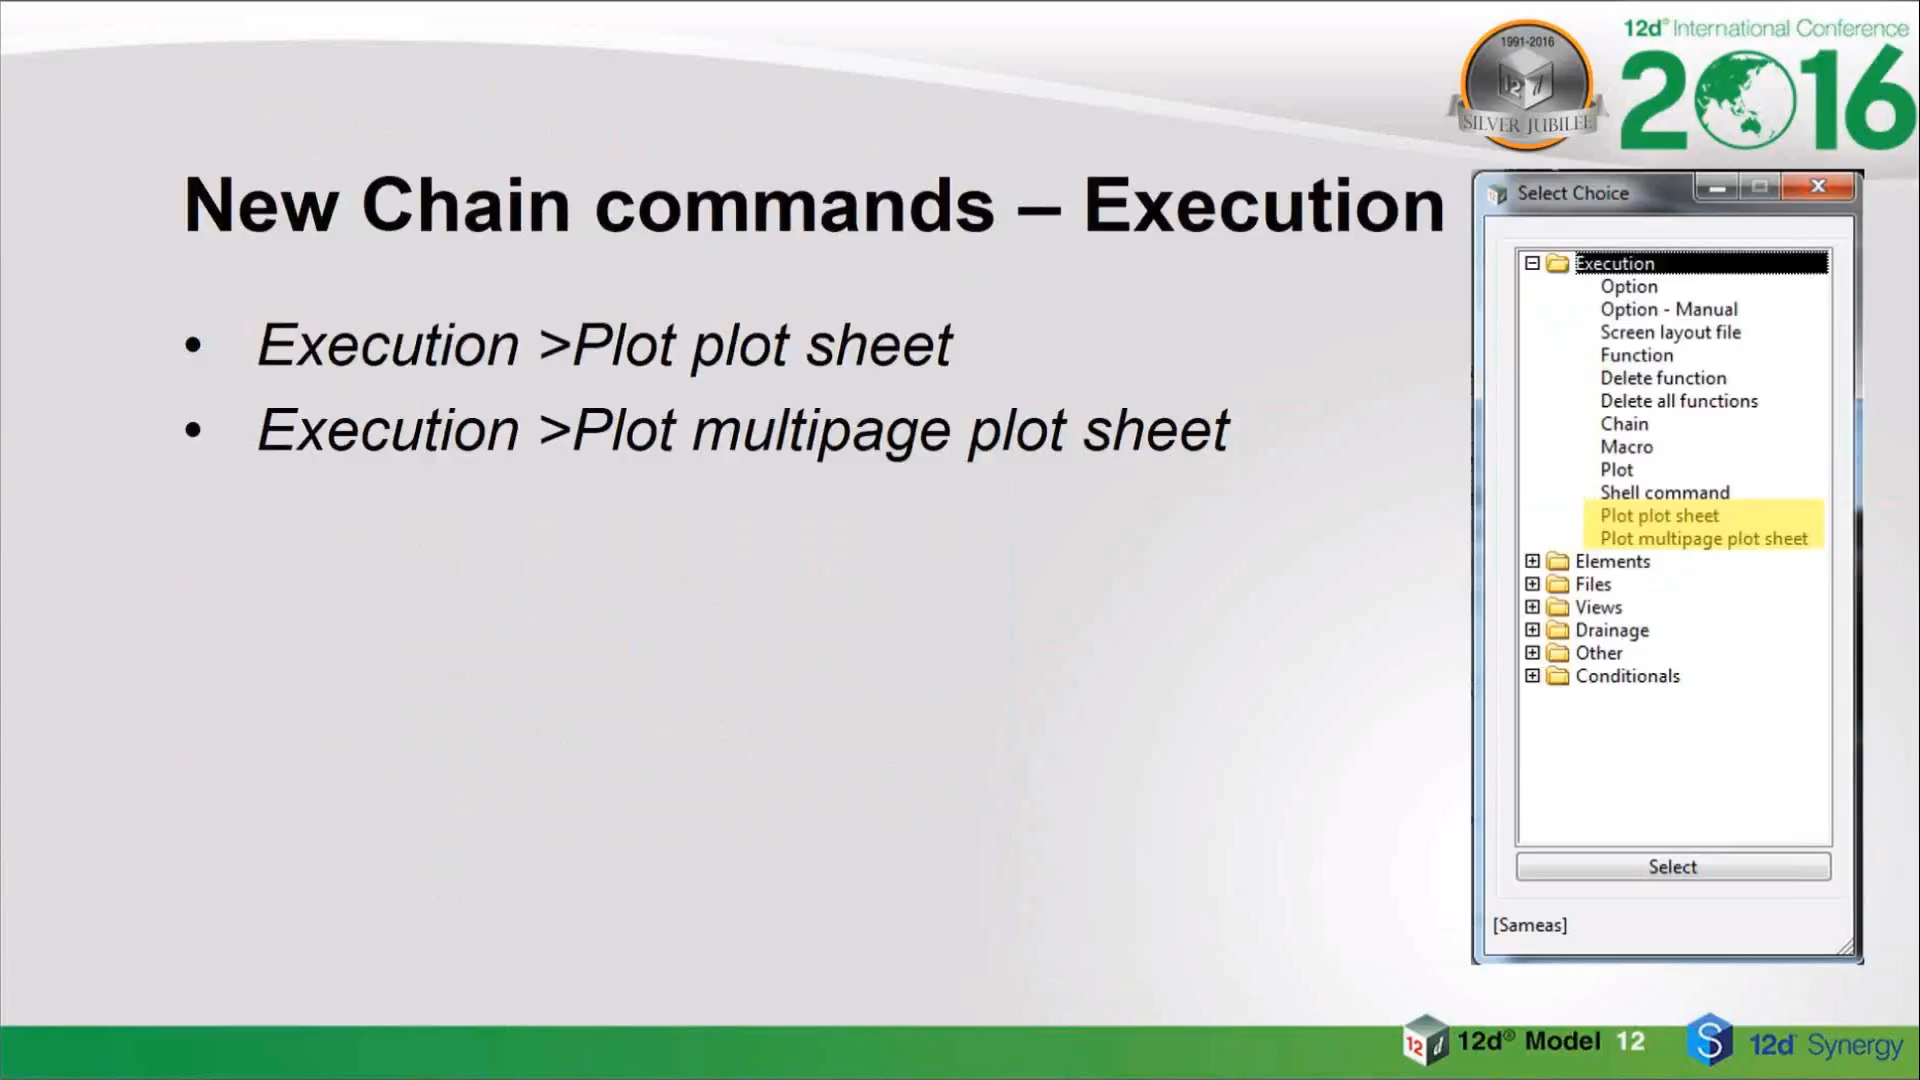 1991-2016
12d
SILVER JUBILEE
12d® International Conference
2016
New Chain commands – Execution
• Execution >Plot plot sheet
• Execution >Plot multipage plot sheet
Select Choice
Execution
Option
Option - Manual
Screen layout file
Function
Delete function
Delete all functions
Chain
Macro
Plot
Shell command
Plot plot sheet
Plot multipage plot sheet
Elements
Files
Views
Drainage
Other
Conditionals
Select
[Sameas]
12d
12d® Model 12
S
12d Synergy